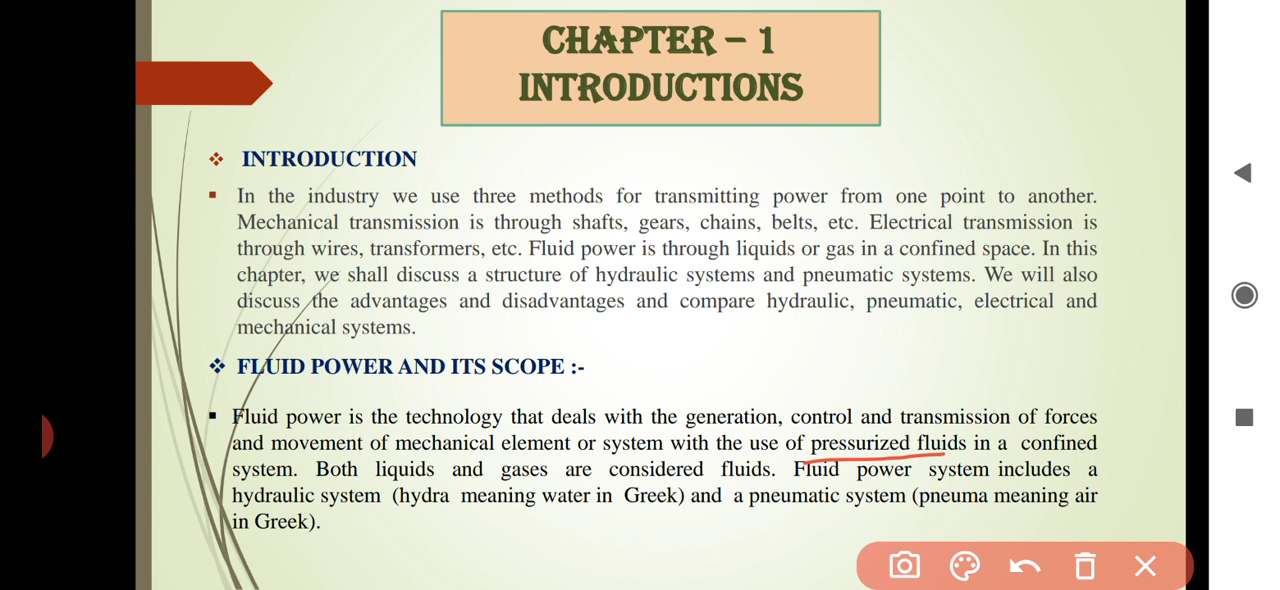 CHAPTER – 1
INTRODUCTIONS
INTRODUCTION
In the industry we use three methods for transmitting power from one point to another.
Mechanical transmission is through shafts, gears, chains, belts, etc. Electrical transmission is
through wires, transformers, etc. Fluid power is through liquids or gas in a confined space. In this
chapter, we shall discuss a structure of hydraulic systems and pneumatic systems. We will also
discuss the advantages and disadvantages and compare hydraulic, pneumatic, electrical and
mechanical systems.
FLUID POWER AND ITS SCOPE :-
Fluid power is the technology that deals with the generation, control and transmission of forces
and movement of mechanical element or system with the use of pressurized fluids in a confined
system. Both liquids and gases are considered fluids. Fluid power system includes a
hydraulic system (hydra meaning water in Greek) and a pneumatic system (pneuma meaning air
in Greek).